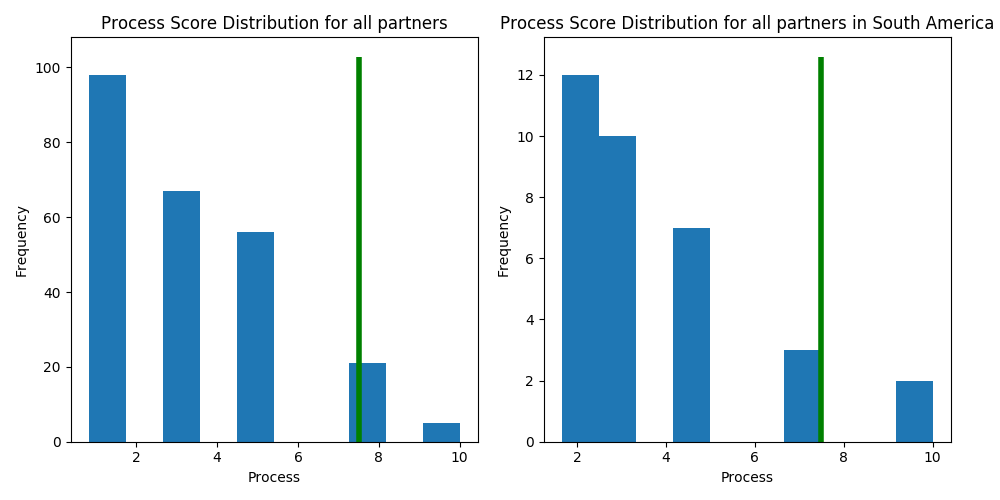 Process Score Distribution for all partners
Frequency
100
80
60
40
20
0
2 4 6 8 10
Process
Process Score Distribution for all partners in South America
Frequency
12
10
8
6
4
2
0
2 4 6 8 10
Process